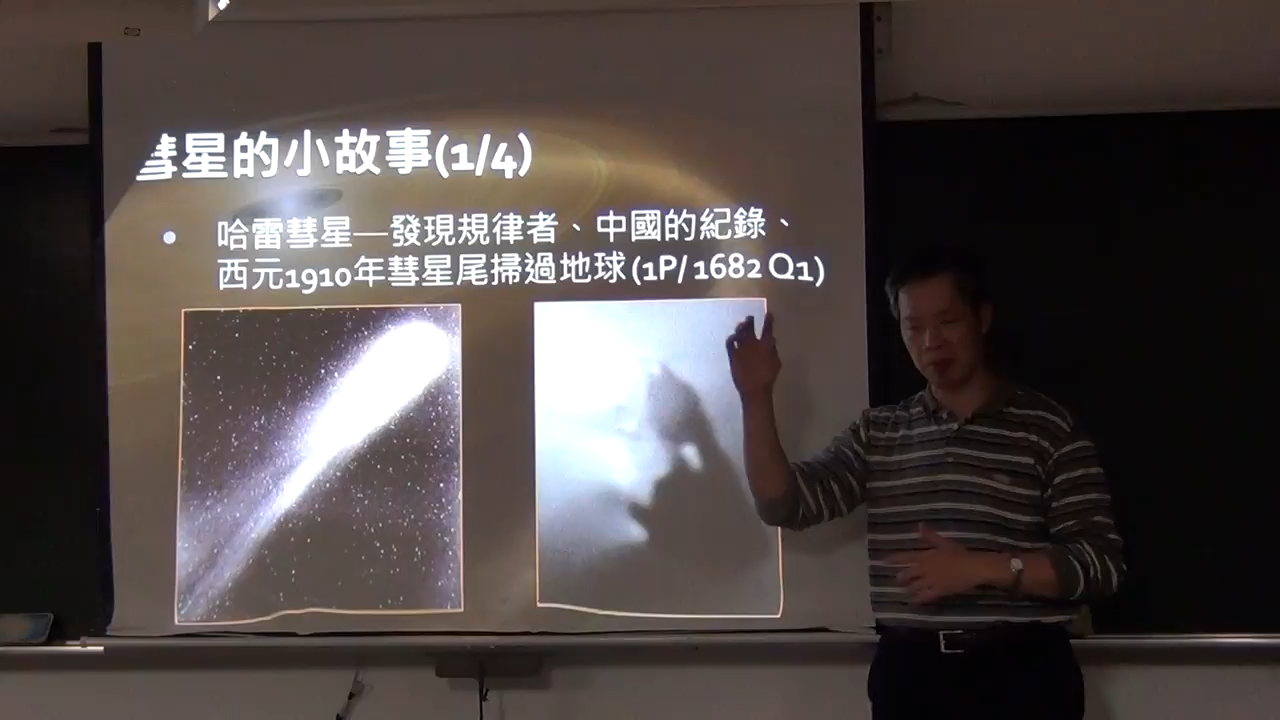 彗星的小故事(1/4)
• 哈雷彗星—發現規律者、中國的紀錄、
西元1910年彗星尾掃過地球(1P/ 1682 Q1)